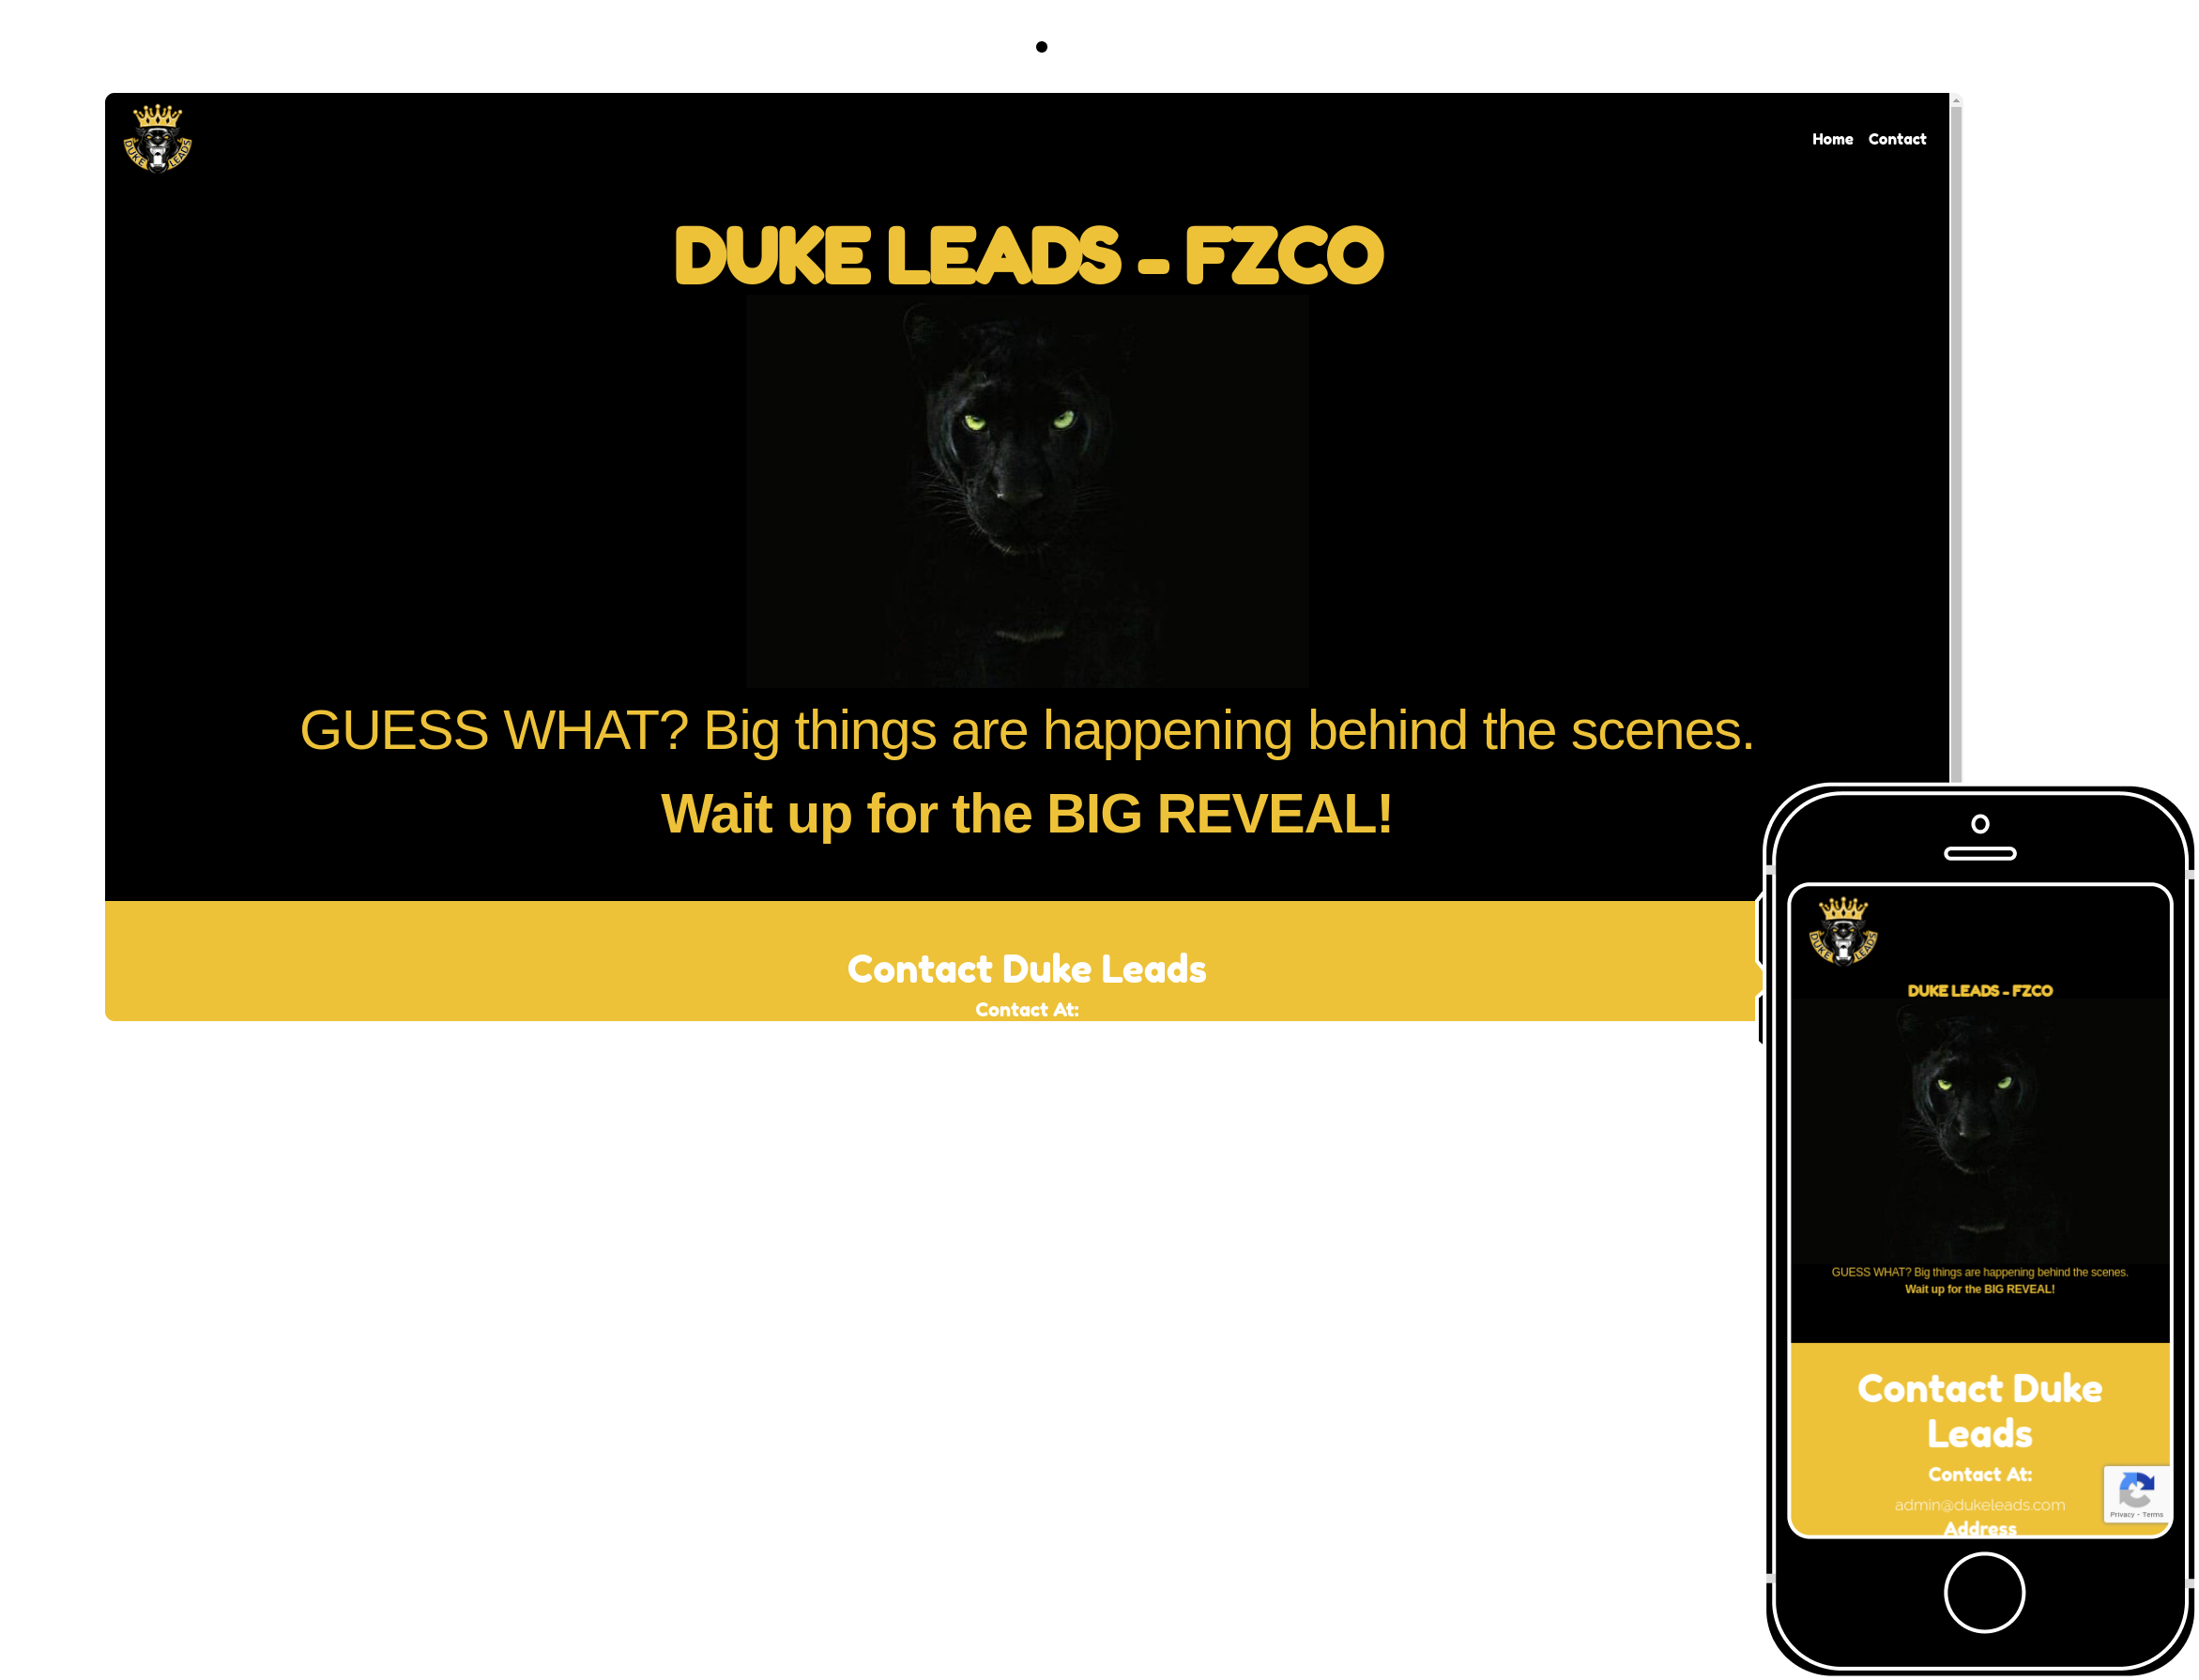 DUKE LEADS
Home Contact
DUKE LEADS - FZCO
GUESS WHAT? Big things are happening behind the scenes.
Wait up for the BIG REVEAL!
Contact Duke Leads
Contact At:
DUKE LEADS
DUKE LEADS - FZCO
GUESS WHAT? Big things are happening behind the scenes.
Wait up for the BIG REVEAL!
Contact Duke
Leads
Contact At:
admin@dukeleads.com
Address
Privacy - Terms